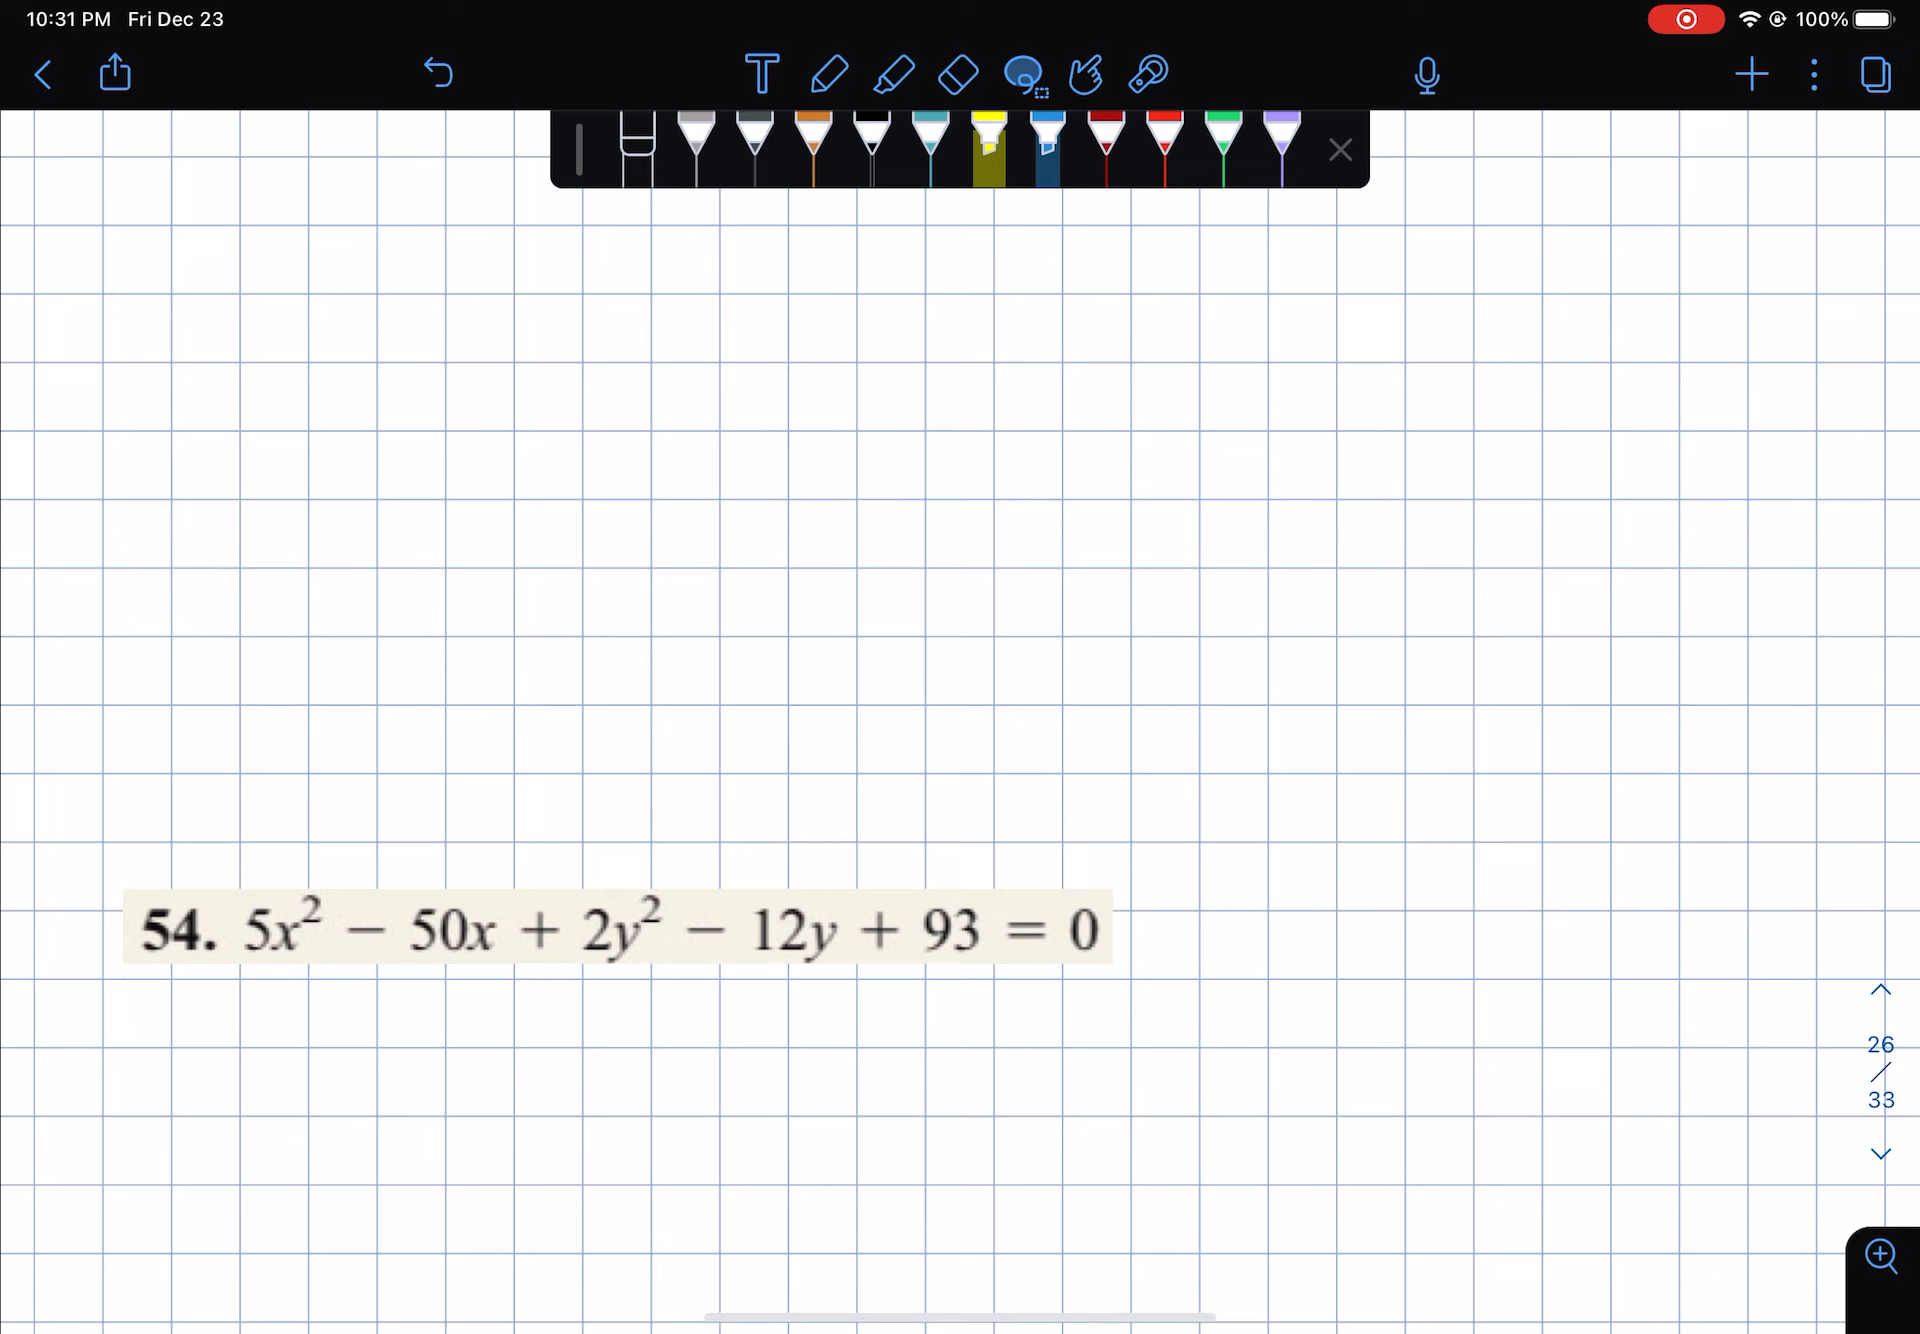 10:31 PM Fri Dec 23
100%
54. 5x² − 50x + 2y² − 12y + 93 = 0
26
/
33